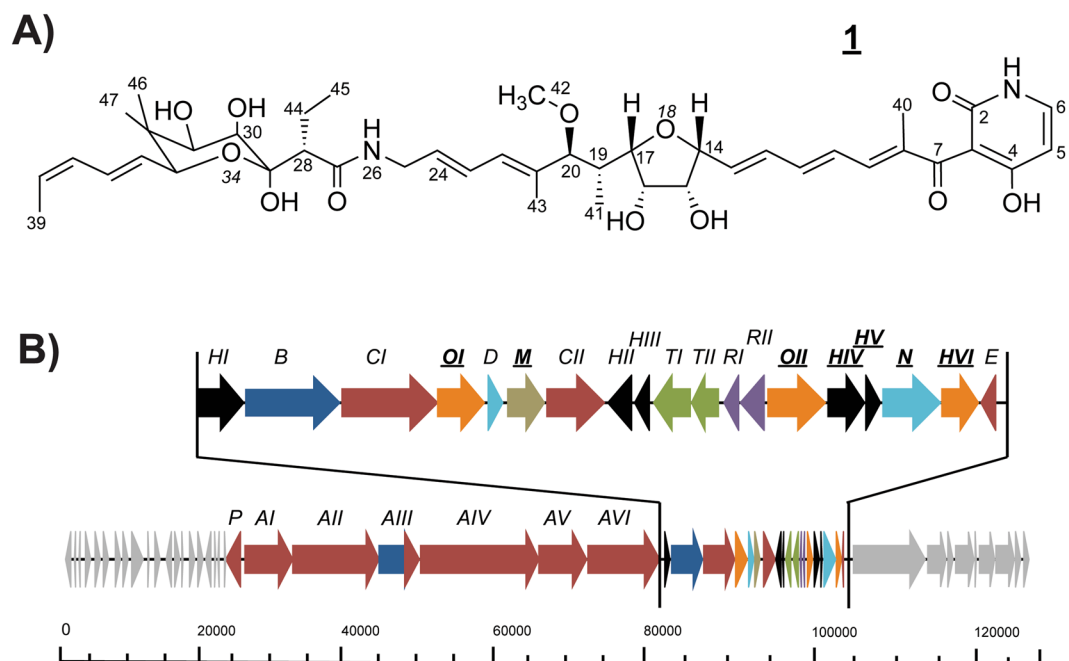 A)
1
46
47
HO
OH
30
O
34
44
45
28
OH
O
H
N
26
24
39
H3C
42
O
20
43
19
41
H
17
18
O
H
14
HO
OH
40
7
O
O
2
H
N
6
5
4
OH
B)
HI B CI OI D M CII HII HIII TI TII RI RII OII HIV HV N HVI E
P AI AII AIII AIV AV AVI
0 20000 40000 60000 80000 100000 120000